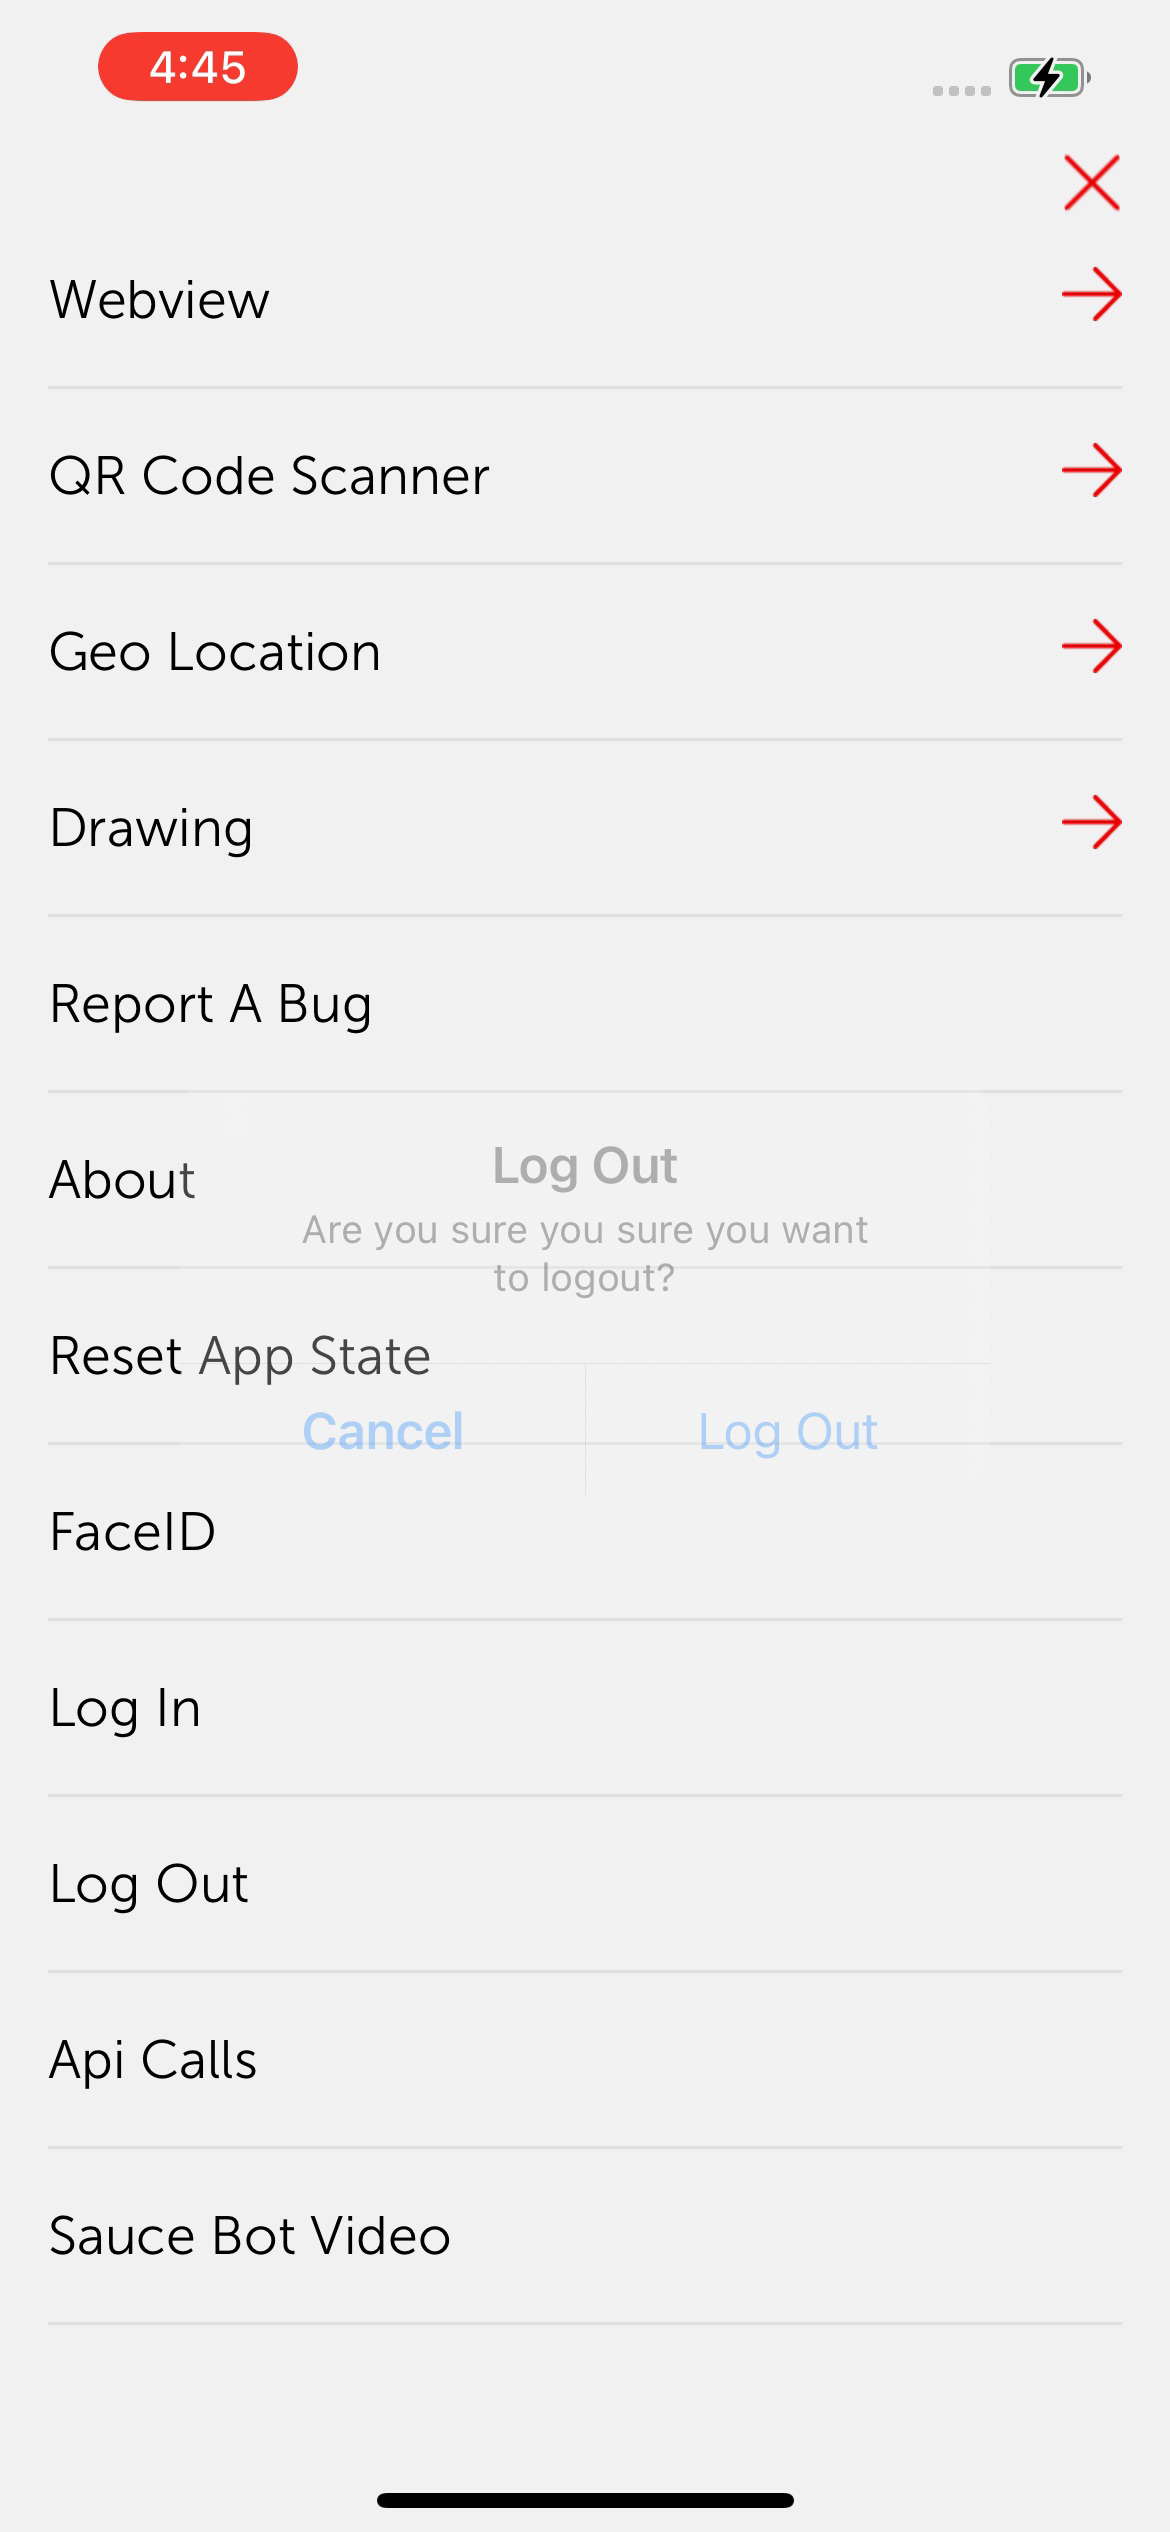 4:45
Webview
QR Code Scanner
Geo Location
Drawing
Report A Bug
About
Log Out
Are you sure you sure you want
to logout?
Reset App State
Cancel
Log Out
FaceID
Log In
Log Out
Api Calls
Sauce Bot Video